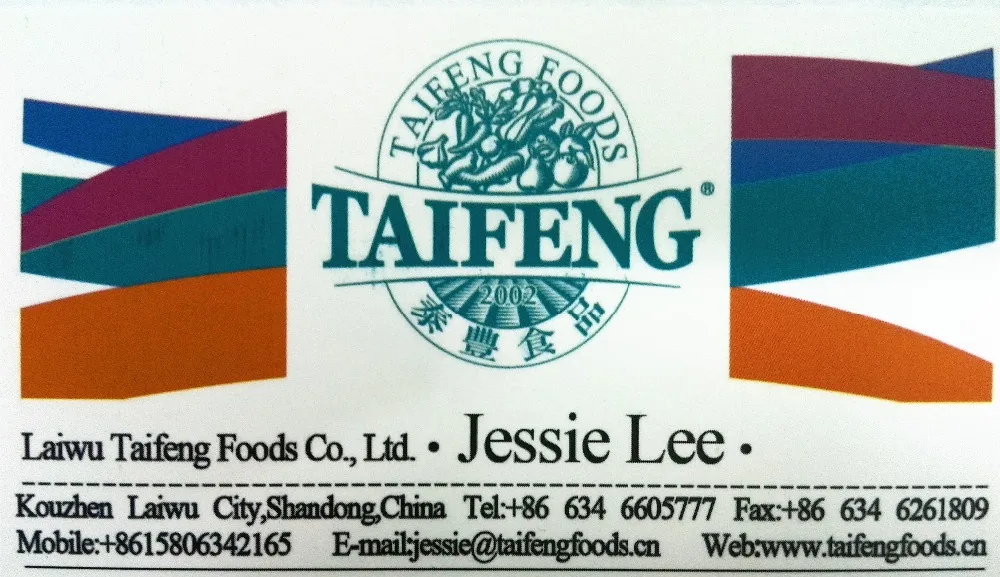 TAIFENG FOODS
TAIFENG®
2002
泰豐食品
Laiwu Taifeng Foods Co., Ltd. • Jessie Lee •
Kouzhen Laiwu City,Shandong,China Tel:+86 634 6605777 Fax:+86 634 6261809
Mobile:+8615806342165 E-mail:jessie@taifengfoods.cn Web:www.taifengfoods.cn